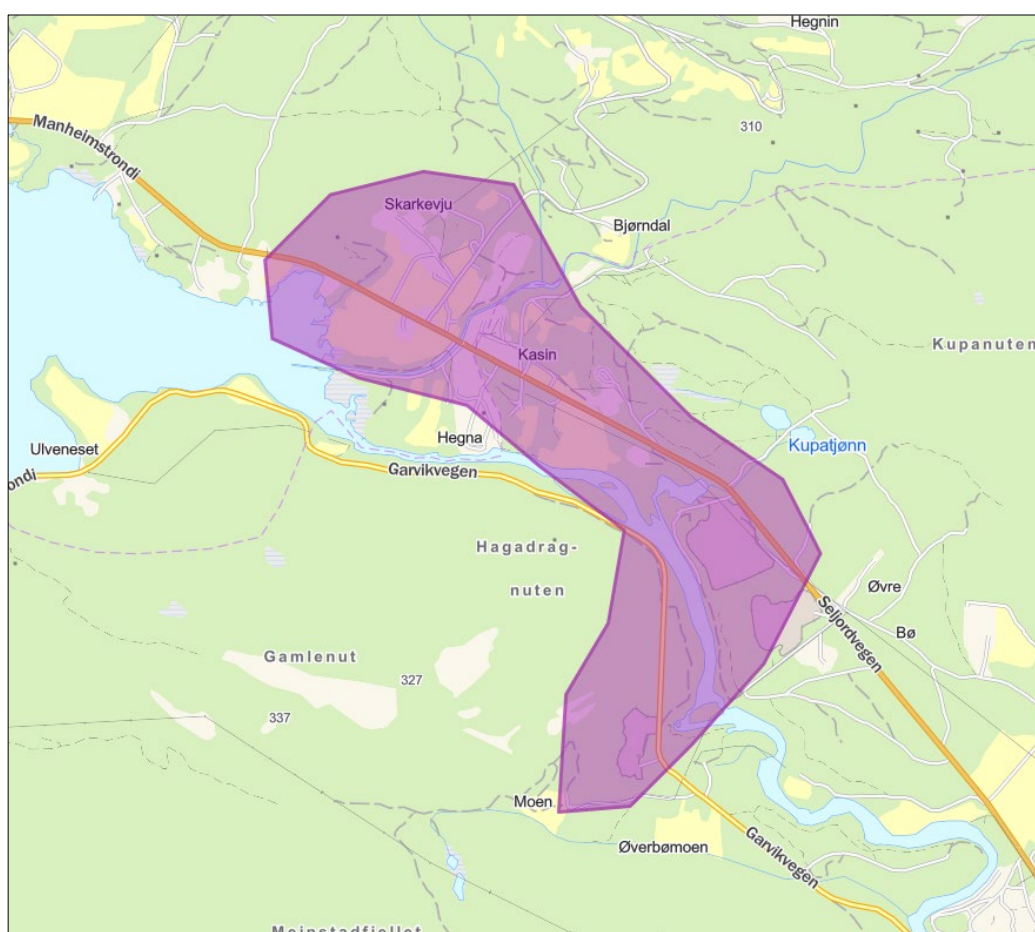 Hegnin
Manheimstrondi
310
Skarkevju
Bjørndal
Kupanuten
Kasin
Hegna
Kupatjønn
Ulveneset
ondi
Garvikvegen
Hagadrag-
nuten
Øvre
Seljordvegen
Bø
Gamlenut
327
337
Moen
Øverbømoen
Garvikvegen
Meinstadfjellet